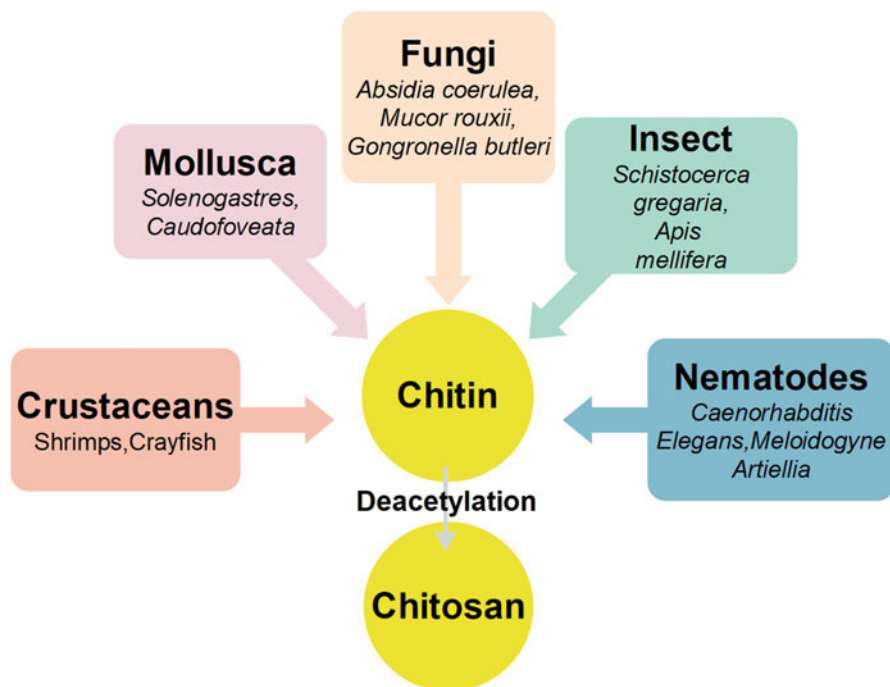 Fungi
Absidia coerulea,
Mucor rouxii,
Gongronella butleri
Mollusca
Solenogastres,
Caudofoveata
Insect
Schistocerca
gregaria,
Apis
mellifera
Crustaceans
Shrimps,Crayfish
Chitin
Nematodes
Caenorhabditis
Elegans,Meloidogyne
Artiellia
Deacetylation
Chitosan